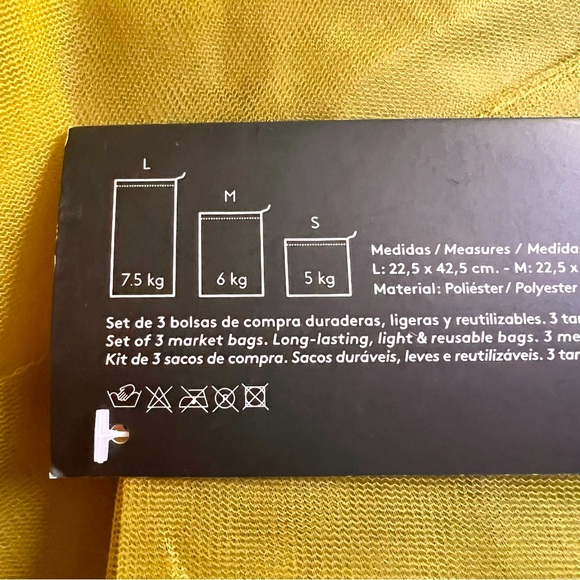 L
M
S
7.5 kg
6 kg
5 kg
Medidas / Measures / Medida
L: 22,5 x 42,5 cm. - M: 22,5 x
Material: Poliéster / Polyester
Set de 3 bolsas de compra duraderas, ligeras y reutilizables. 3 tar
Set of 3 market bags. Long-lasting, light & reusable bags. 3 me
Kit de 3 sacos de compra. Sacos duráveis, leves e reutilizáveis. 3 tar